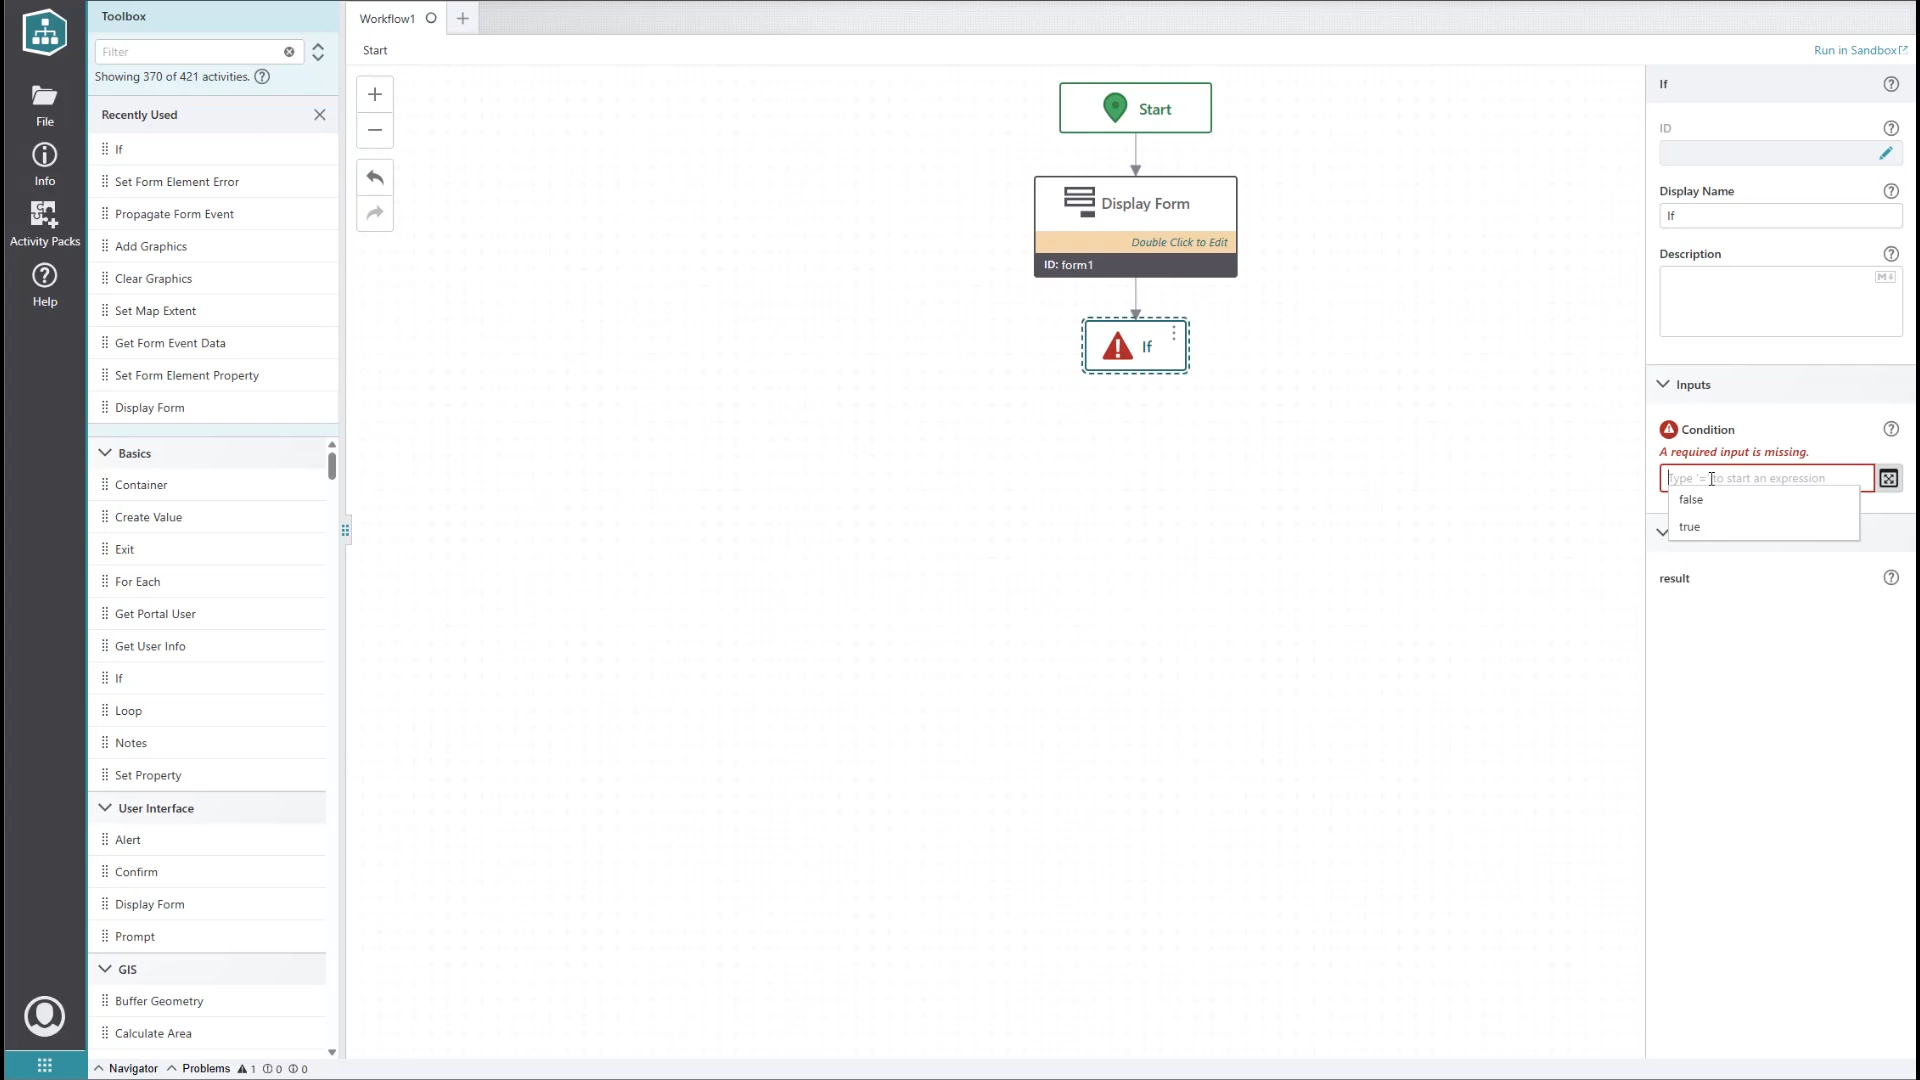 Toolbox
Filter
Showing 370 of 421 activities.
Recently Used
If
Set Form Element Error
Propagate Form Event
Add Graphics
Clear Graphics
Set Map Extent
Get Form Event Data
Set Form Element Property
Display Form
Basics
Container
Create Value
Exit
For Each
Get Portal User
Get User Info
If
Loop
Notes
Set Property
User Interface
Alert
Confirm
Display Form
Prompt
GIS
Buffer Geometry
Calculate Area
File
Info
Activity Packs
Help
Navigator
Problems
1
0
0
Workflow1
Start
Run in Sandbox
Start
Display Form
Double Click to Edit
ID: form1
If
If
ID
Display Name
If
Description
M
Inputs
Condition
A required input is missing.
Type '=' to start an expression
false
true
result